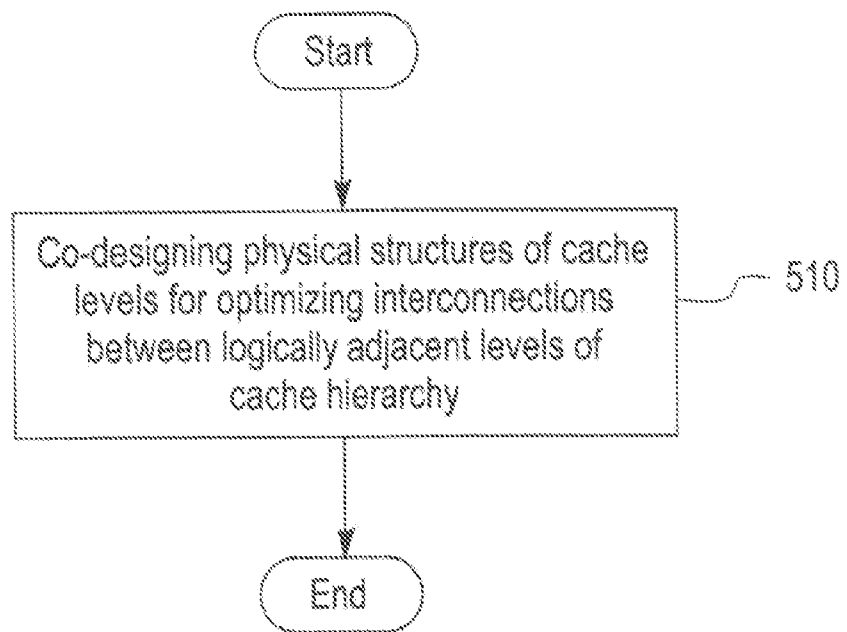 Start
Co-designing physical structures of cache
levels for optimizing interconnections
between logically adjacent levels of
cache hierarchy
510
End